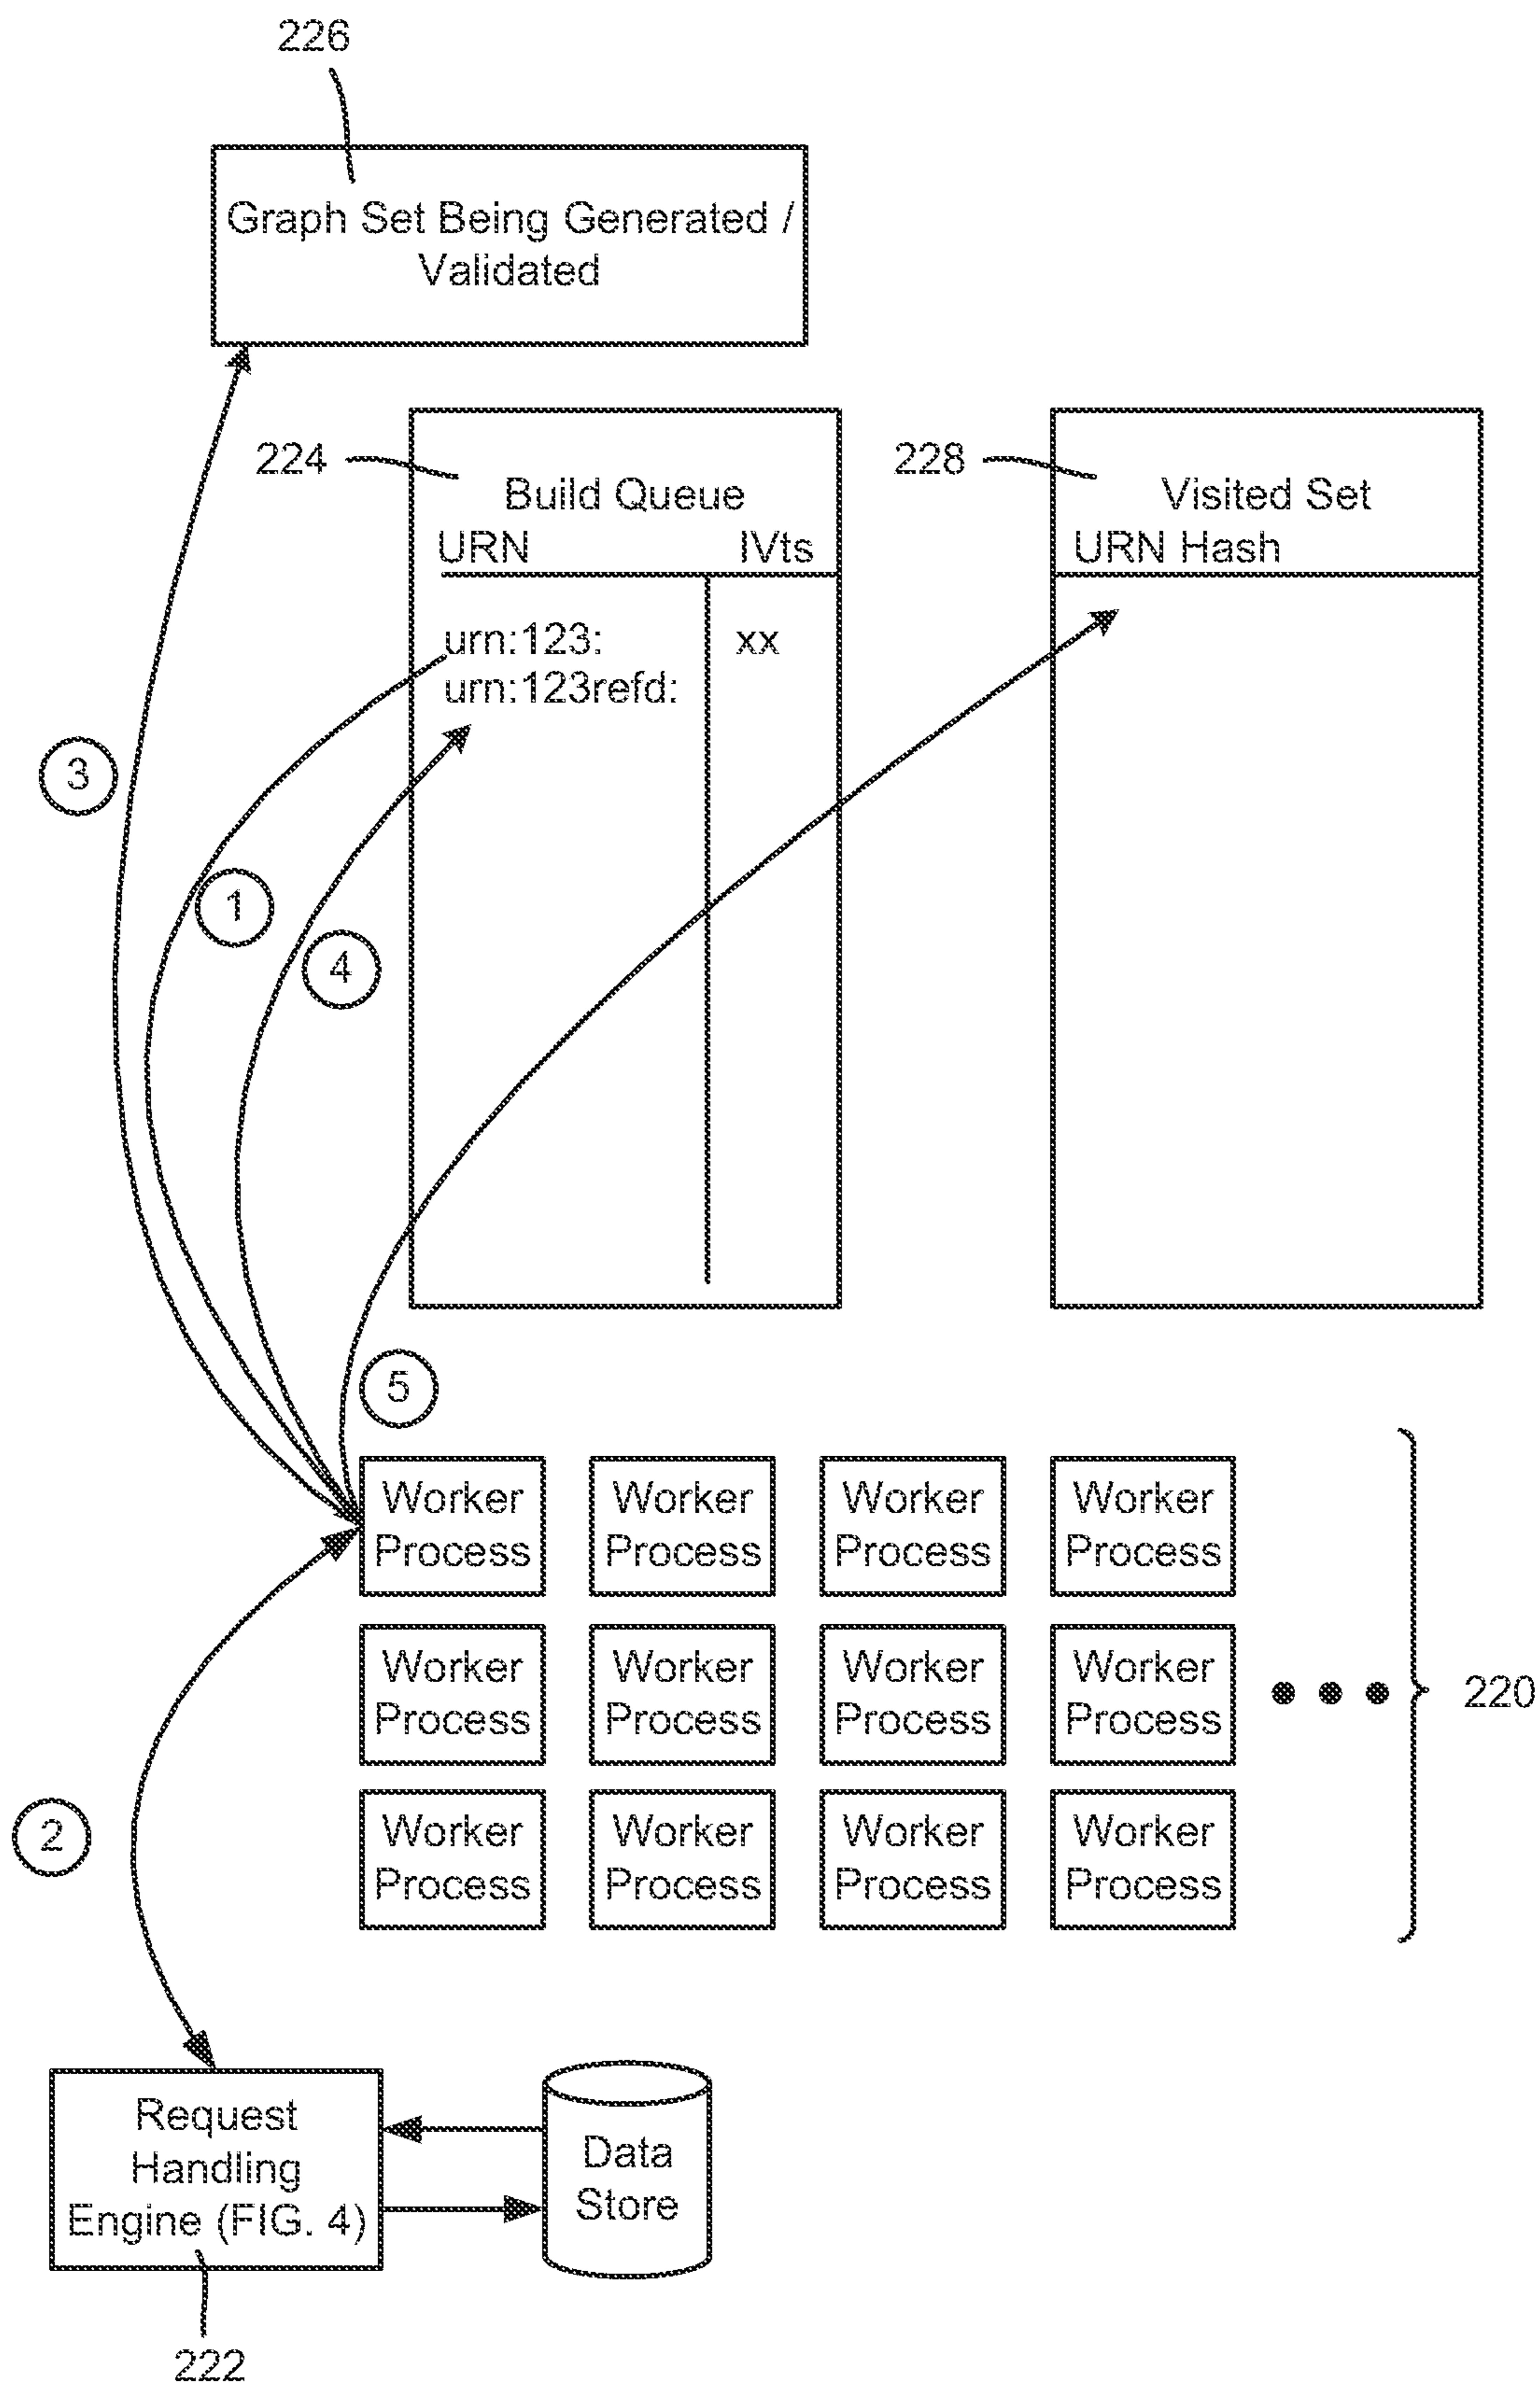 226
Graph Set Being Generated /
Validated
224
Build Queue
URN IVts
urn:123: xx
urn:123refd:
228
Visited Set
URN Hash
3
1
4
5
Worker Process
Worker Process
Worker Process
Worker Process
Worker Process
Worker Process
Worker Process
Worker Process
220
Worker Process
Worker Process
Worker Process
Worker Process
2
Request
Handling
Engine (FIG. 4)
Data
Store
222